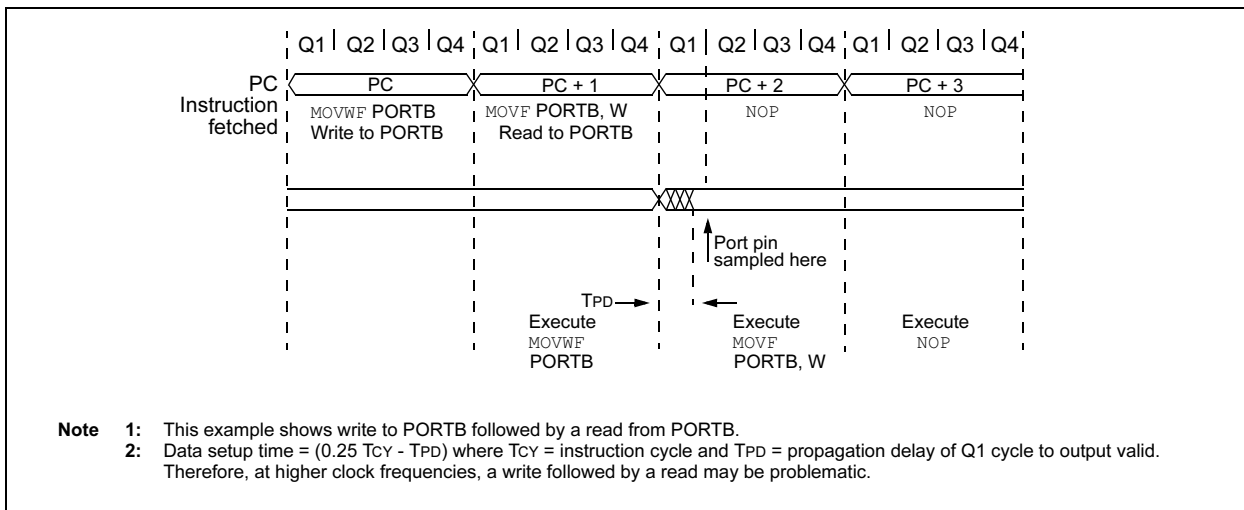 Q1 Q2 Q3 Q4 Q1 Q2 Q3 Q4 Q1 Q2 Q3 Q4 Q1 Q2 Q3 Q4
PC PC PC + 1 PC + 2 PC + 3
Instruction
fetched
MOVWF PORTB MOVF PORTB, W NOP NOP
Write to PORTB Read to PORTB
Port pin
sampled here
TPD
Execute Execute Execute
MOVWF MOVF NOP
PORTB PORTB, W
Note 1: This example shows write to PORTB followed by a read from PORTB.
2: Data setup time = (0.25 TCY - TPD) where TCY = instruction cycle and TPD = propagation delay of Q1 cycle to output valid.
Therefore, at higher clock frequencies, a write followed by a read may be problematic.